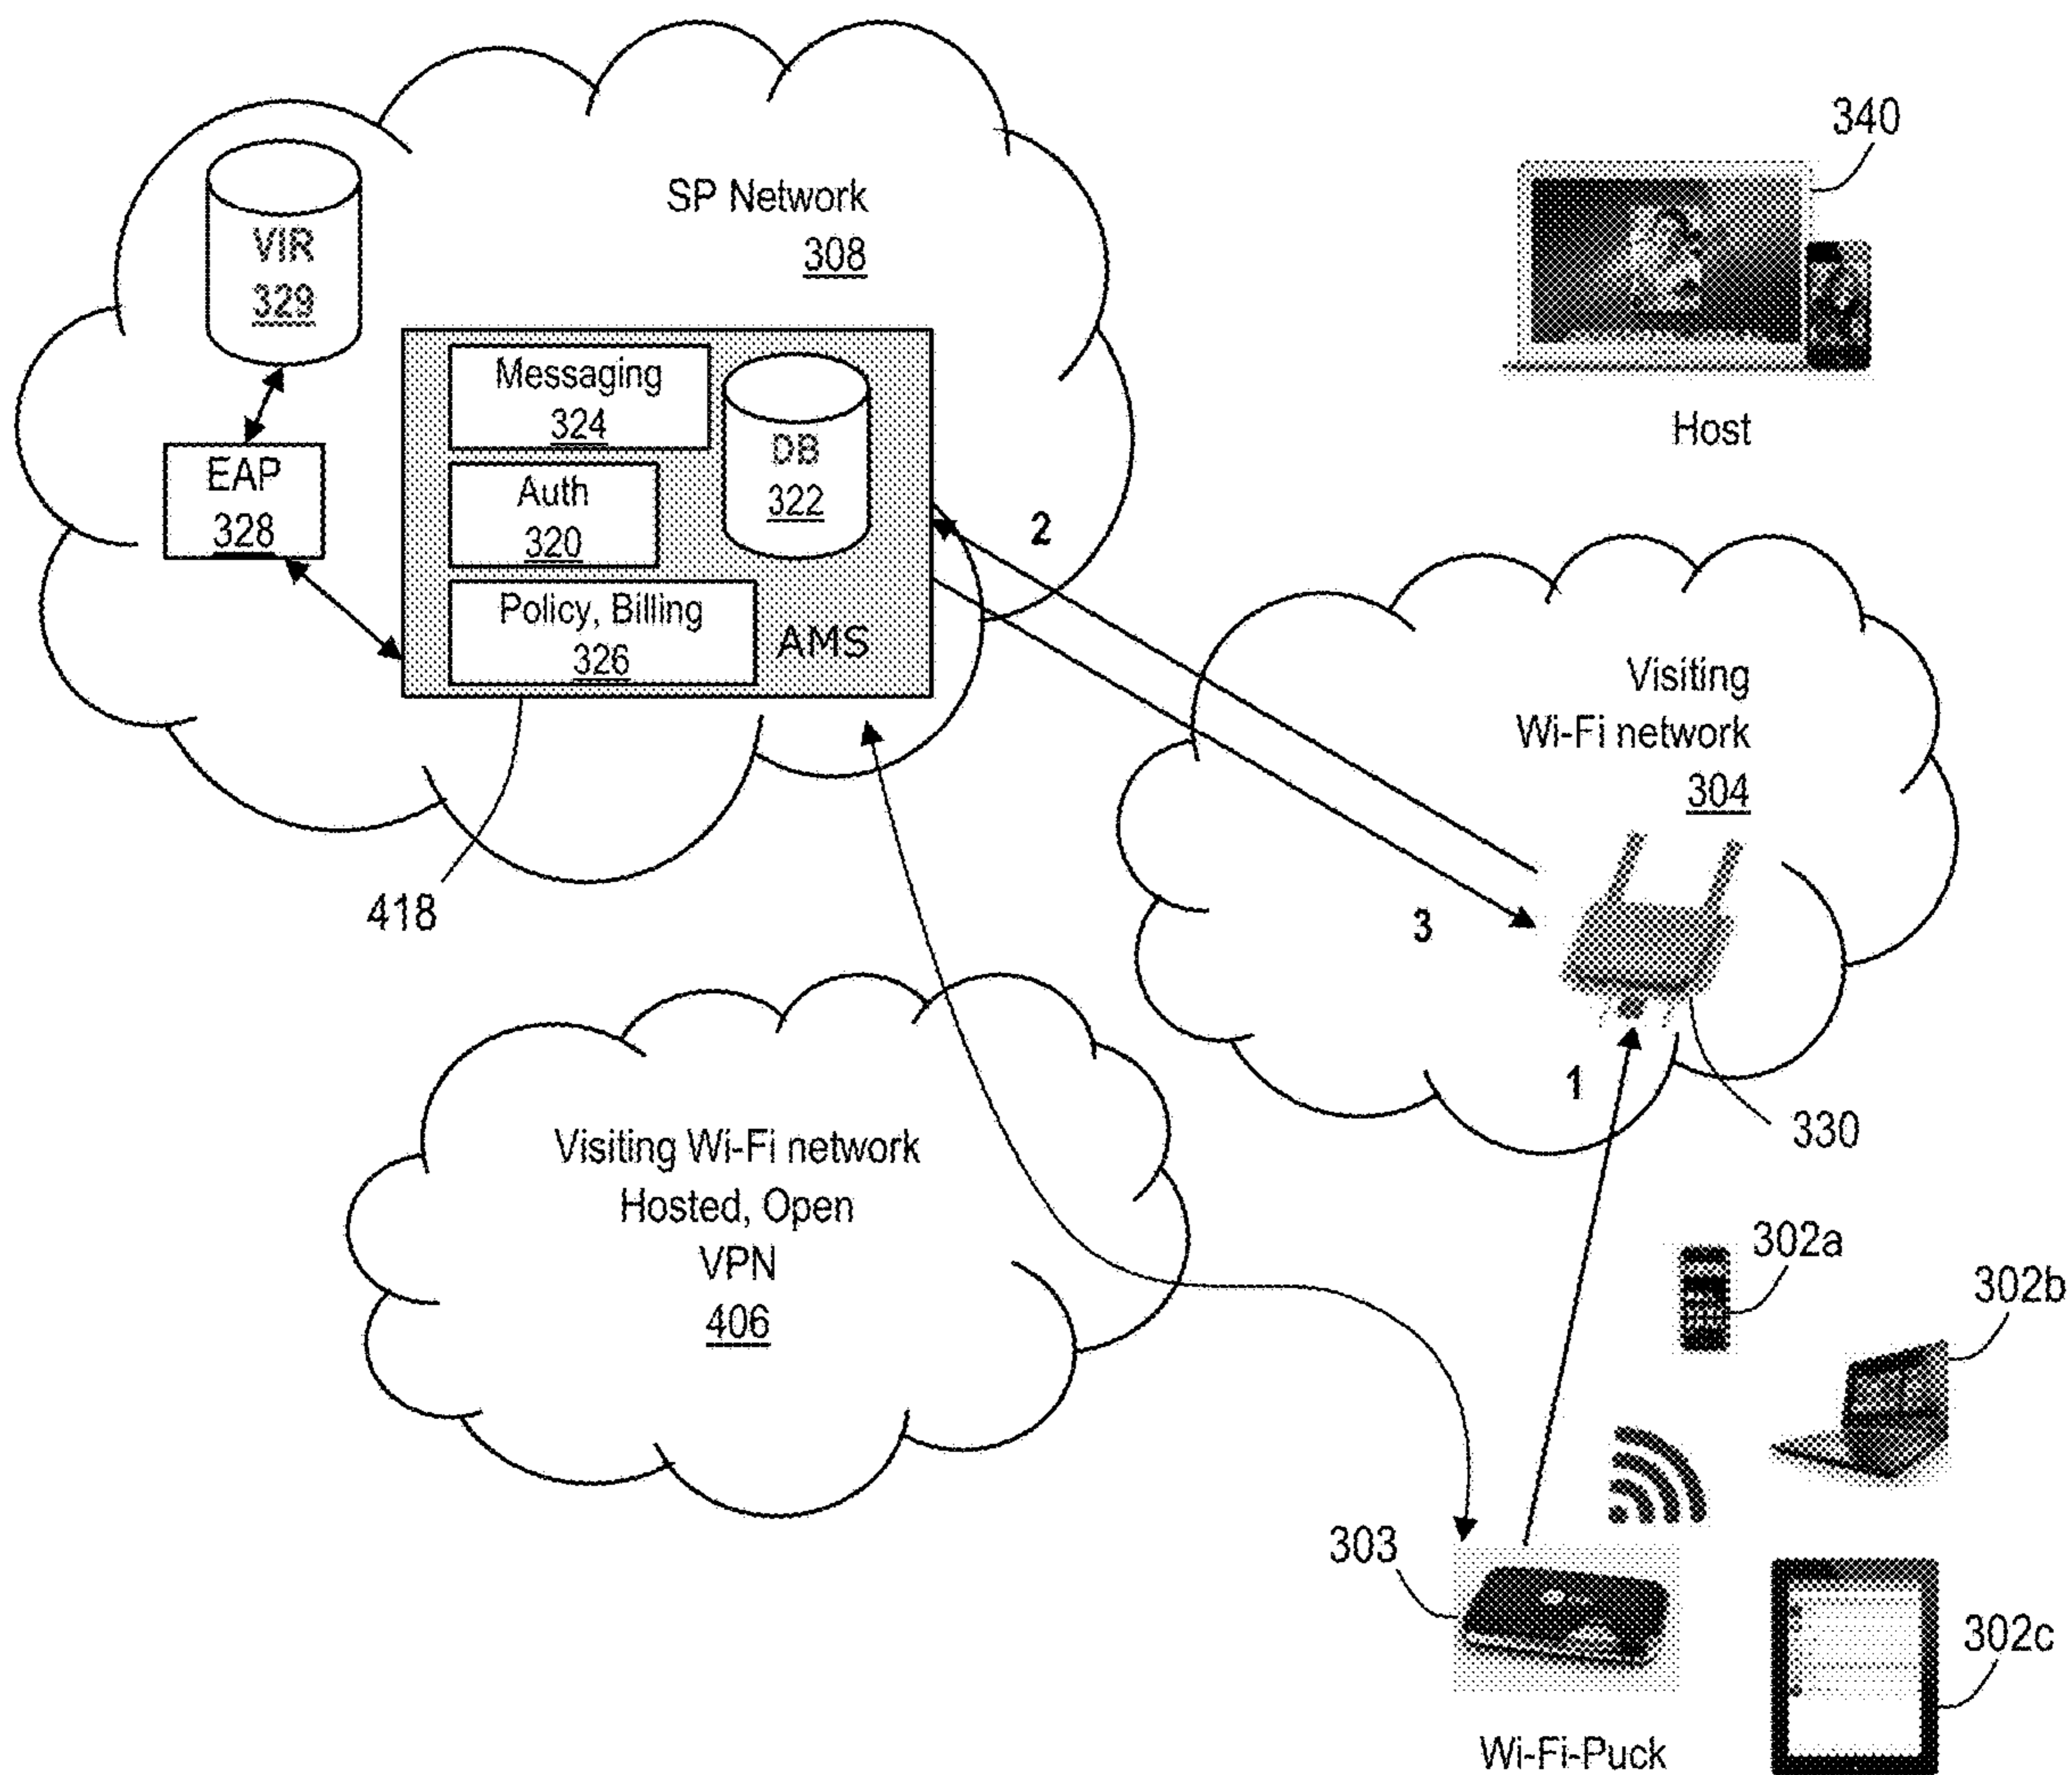 SP Network
308
340
VIR
329
Messaging
324
DB
322
Host
EAP
328
Auth
320
2
Policy, Billing
326
AMS
Visiting
Wi-Fi network
304
418
3
1
330
Visiting Wi-Fi network
Hosted, Open
VPN
406
302a
302b
303
302c
Wi-Fi-Puck